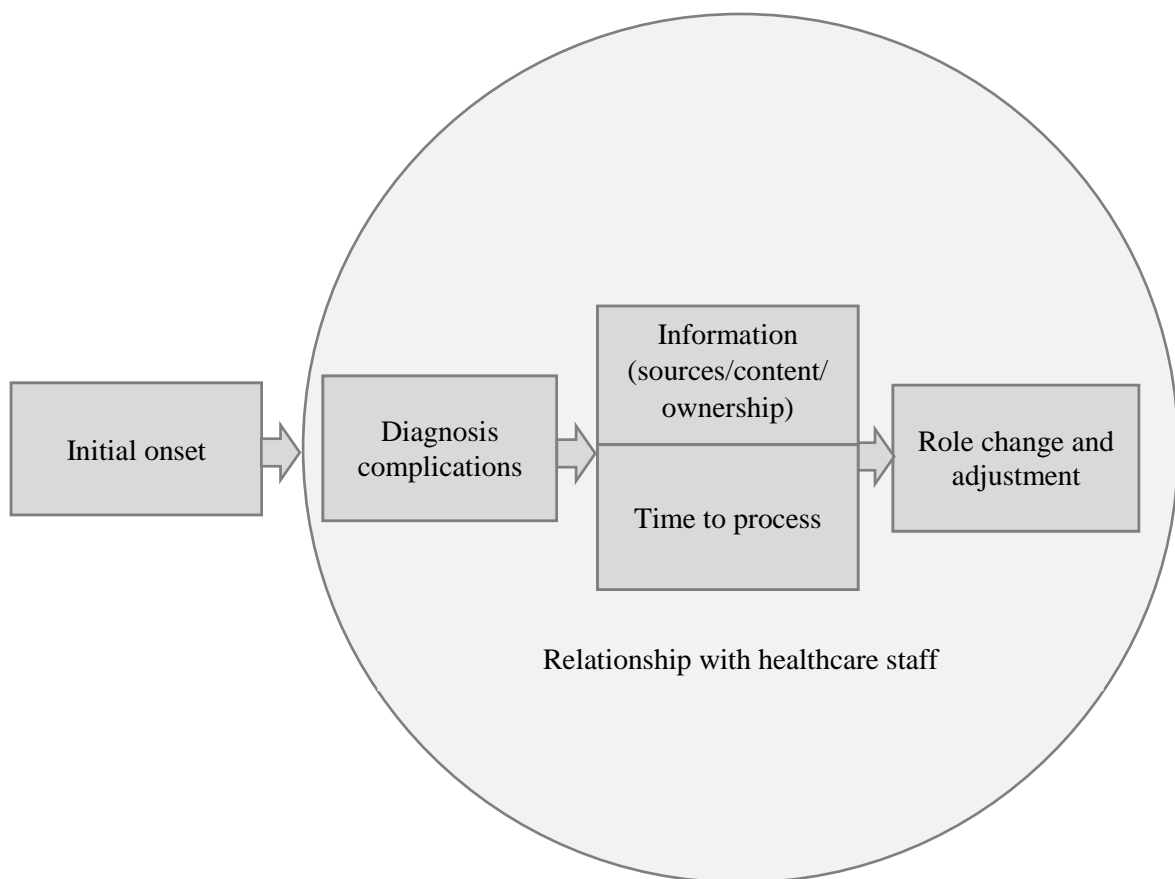 Initial onset
Diagnosis
complications
Information
(sources/content/
ownership)
Time to process
Role change and
adjustment
Relationship with healthcare staff